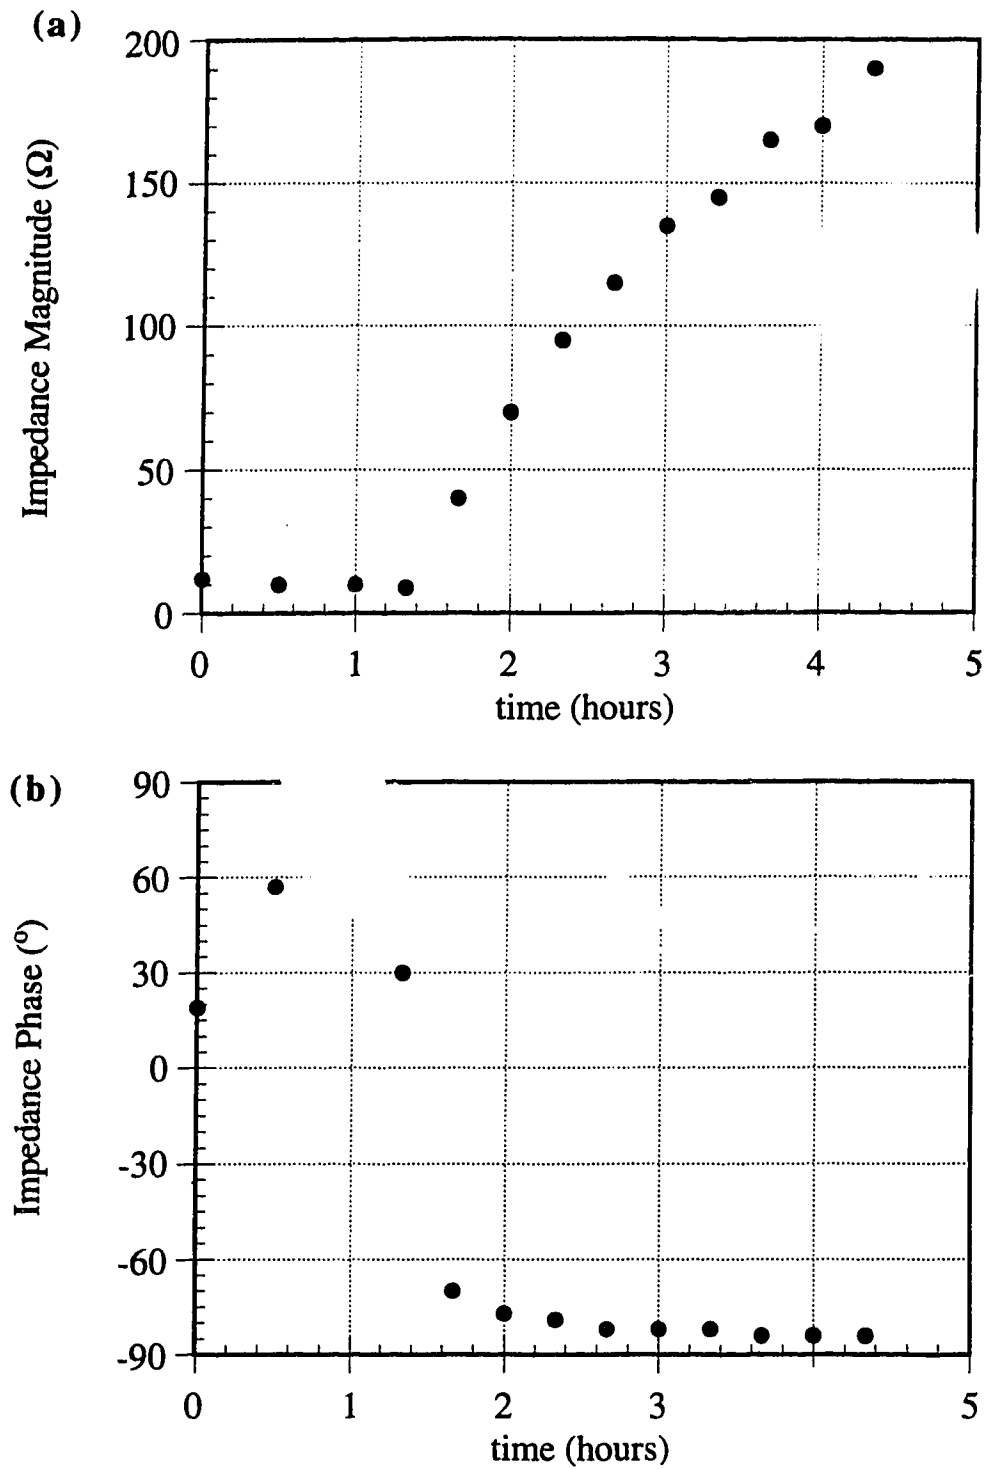 (a)
200
150
100
50
0
Impedance Magnitude (Ω)
0 1 2 3 4 5
time (hours)
(b)
90
60
30
0
-30
-60
-90
Impedance Phase (º)
0 1 2 3 5
time (hours)